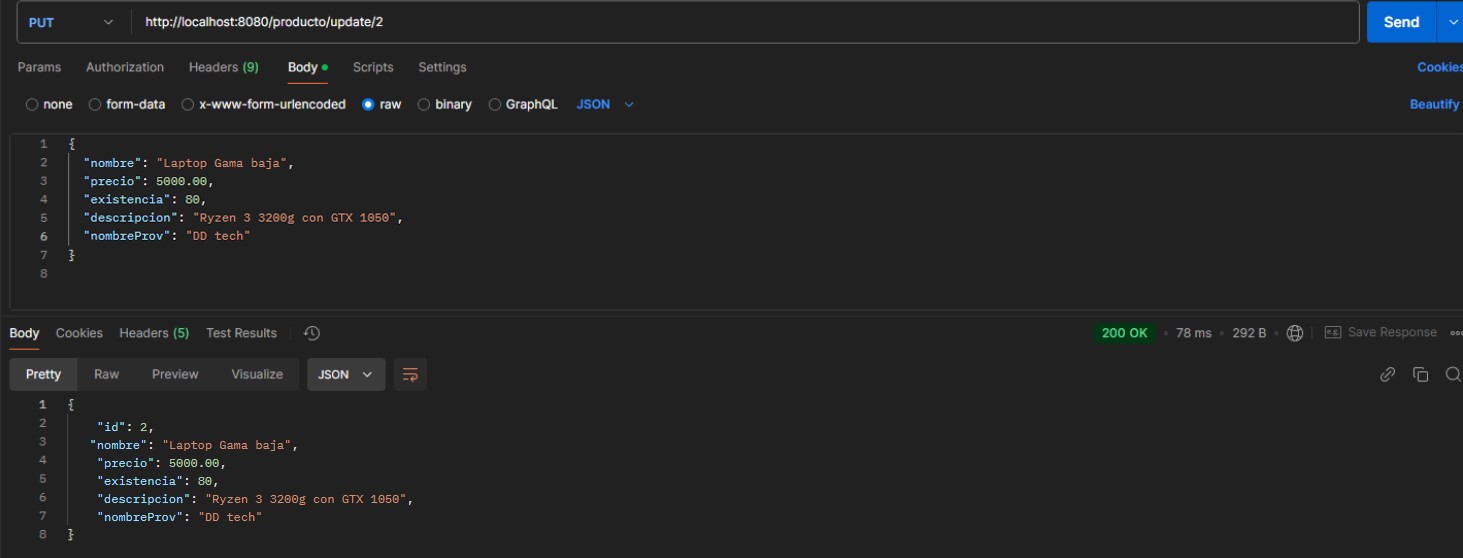 PUT http://localhost:8080/producto/update/2 Send
Params Authorization Headers (9) Body Scripts Settings Cookies
none form-data x-www-form-urlencoded raw binary GraphQL JSON Beautify
1 {
2 "nombre": "Laptop Gama baja",
3 "precio": 5000.00,
4 "existencia": 80,
5 "descripcion": "Ryzen 3 3200g con GTX 1050",
6 "nombreProv": "DD tech"
7 }
8
Body Cookies Headers (5) Test Results 200 OK • 78 ms • 292 B • e.g. Save Response
Pretty Raw Preview Visualize JSON
1 {
2 "id": 2,
3 "nombre": "Laptop Gama baja",
4 "precio": 5000.00,
5 "existencia": 80,
6 "descripcion": "Ryzen 3 3200g con GTX 1050",
7 "nombreProv": "DD tech"
8 }